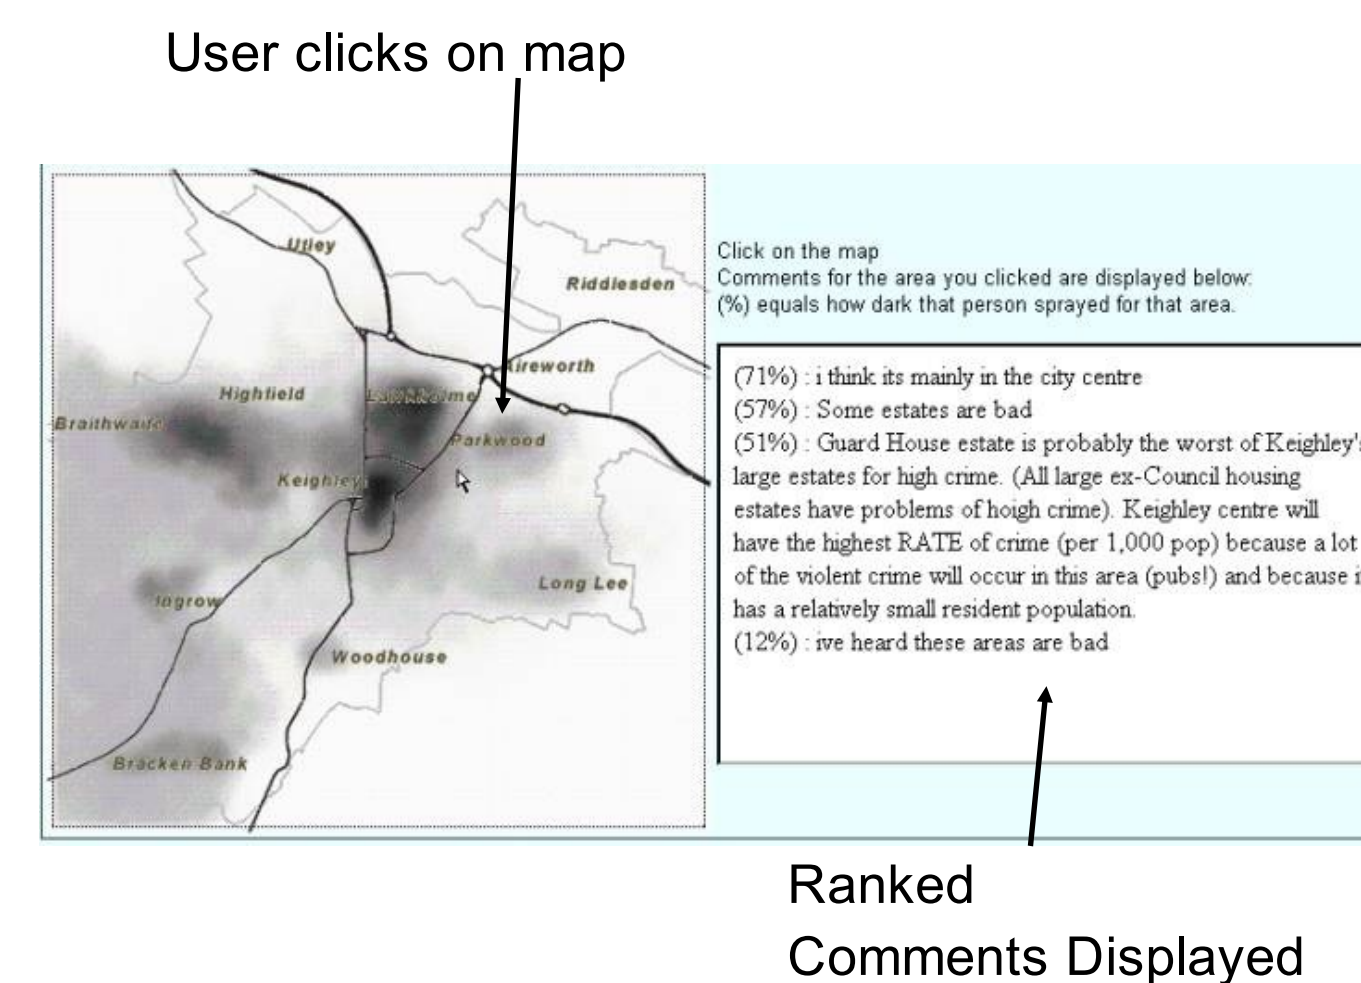 User clicks on map
Utley
Riddlesden
Aireworth
Highfield
Lawkholme
Braithwaite
Parkwood
Keighley
Long Lee
Ingrow
Woodhouse
Bracken Bank
Click on the map
Comments for the area you clicked are displayed below:
(%) equals how dark that person sprayed for that area.
(71%) : i think its mainly in the city centre
(57%) : Some estates are bad
(51%) : Guard House estate is probably the worst of Keighley's
large estates for high crime. (All large ex-Council housing
estates have problems of hoigh crime). Keighley centre will
have the highest RATE of crime (per 1,000 pop) because a lot
of the violent crime will occur in this area (pubs!) and because i
has a relatively small resident population.
(12%) : ive heard these areas are bad
Ranked
Comments Displayed